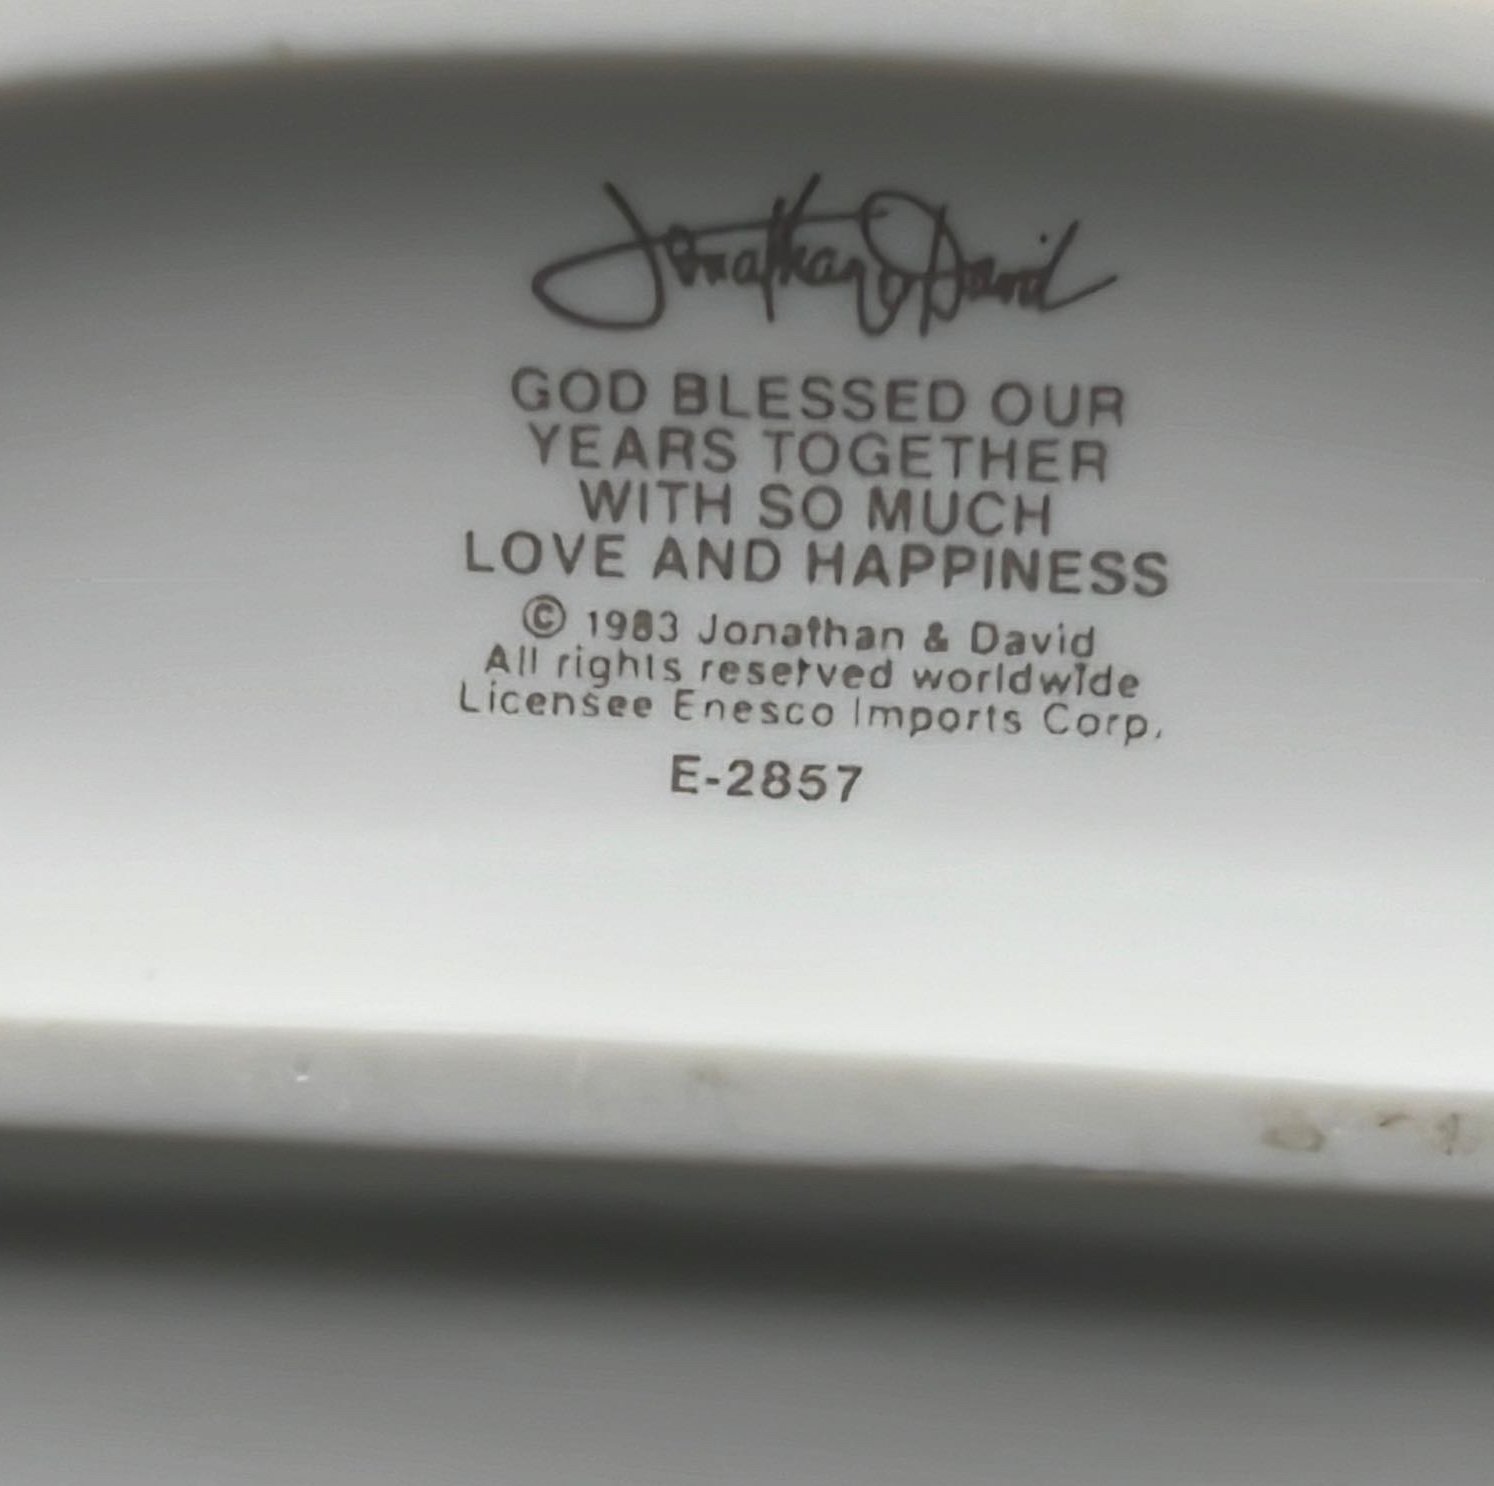 Jonathan & David
GOD BLESSED OUR
YEARS TOGETHER
WITH SO MUCH
LOVE AND HAPPINESS
© 1983 Jonathan & David
All rights reserved worldwide
Licensee Enesco Imports Corp.
E-2857